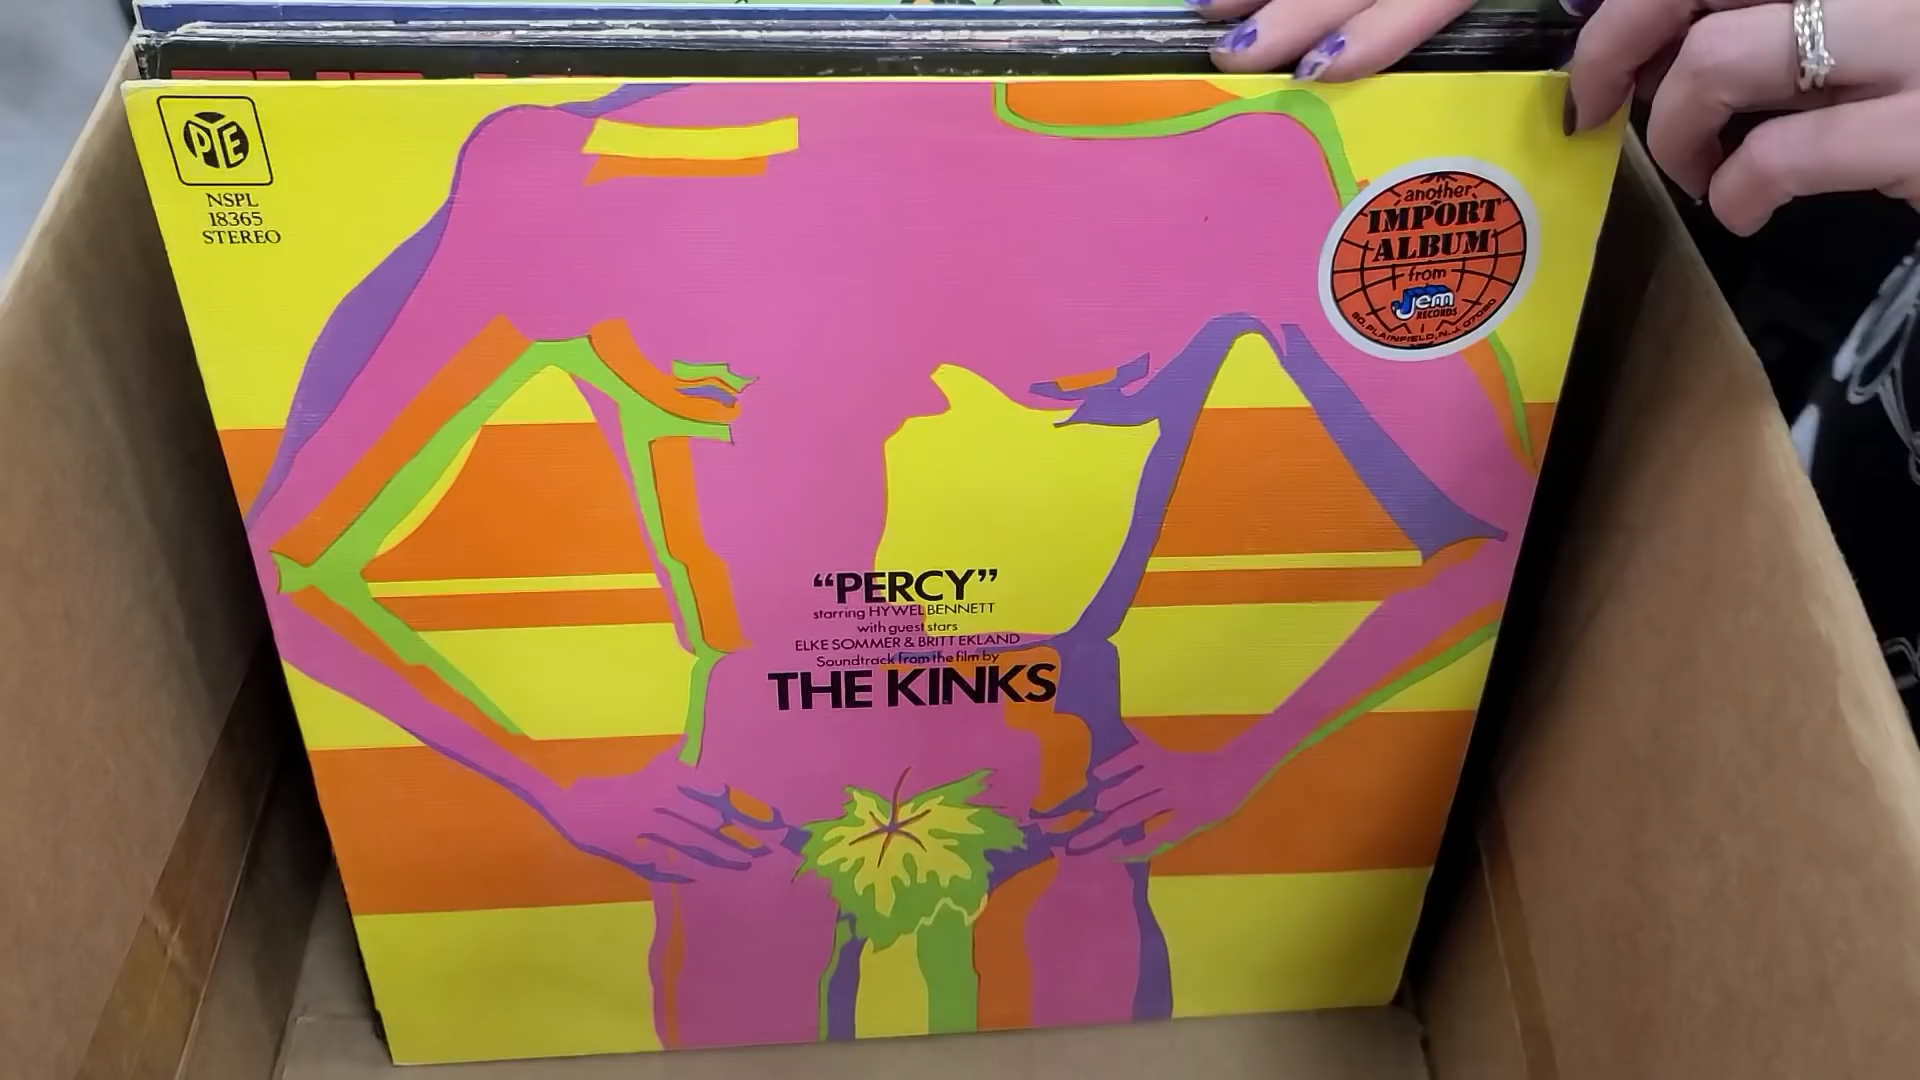 PYE
NSPL
18365
STEREO
another
IMPORT
ALBUM
from
Jem
RECORDS
SO. PLAINFIELD, N.J. 07080
“PERCY”
starring HYWEL BENNETT
with guest stars
ELKE SOMMER & BRITT EKLAND
Soundtrack from the film by
THE KINKS